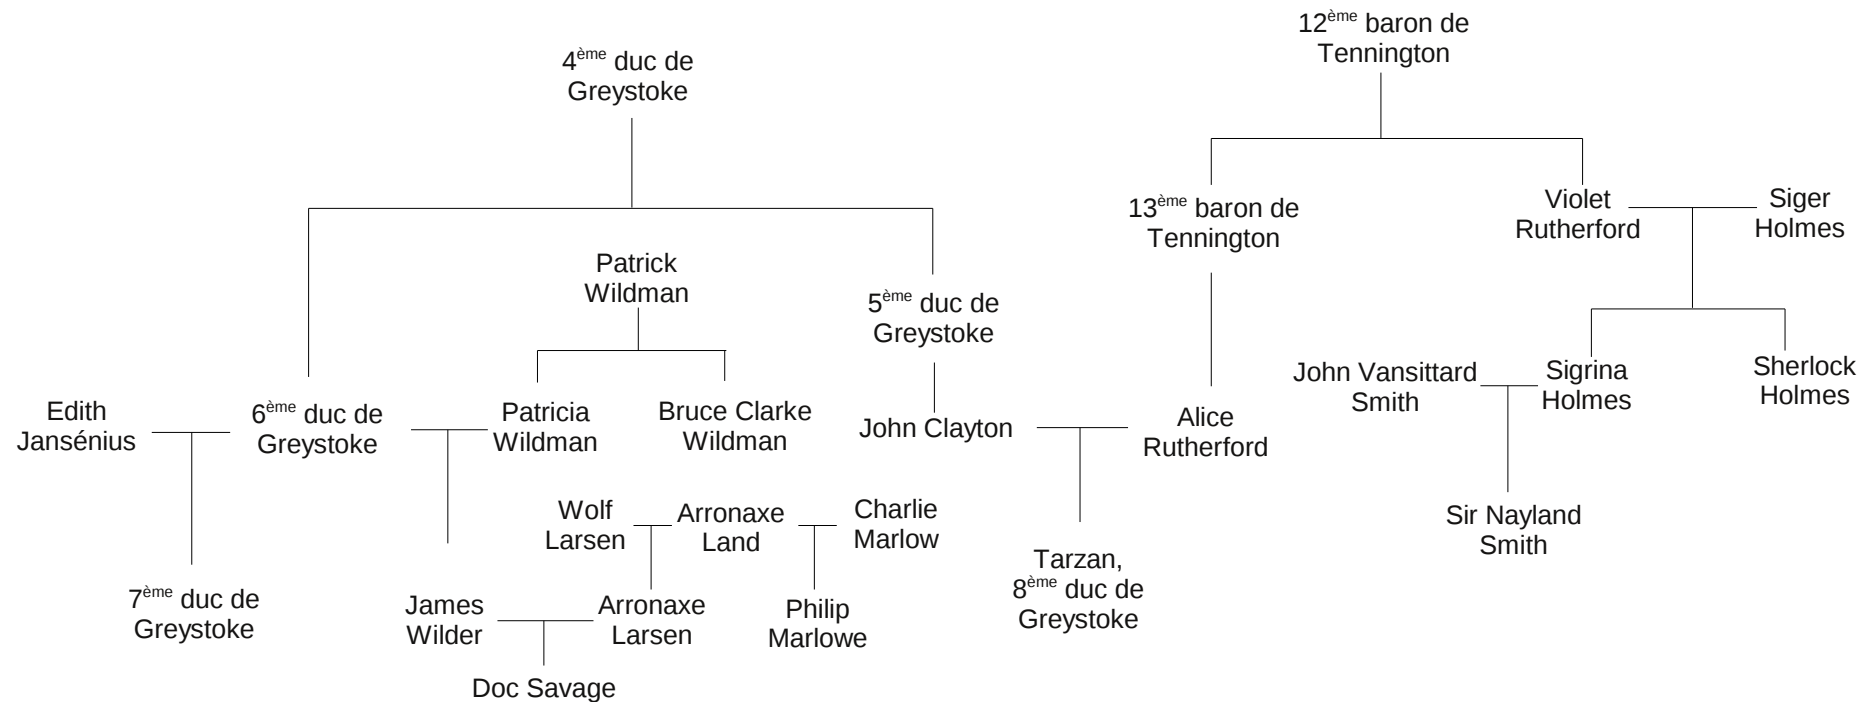 12ème baron de
Tennington
4ème duc de
Greystoke
13ème baron de
Tennington
Violet
Rutherford
Siger
Holmes
Patrick
Wildman
5ème duc de
Greystoke
John Vansittard
Smith
Sigrina
Holmes
Sherlock
Holmes
Edith
Jansénius
6ème duc de
Greystoke
Patricia
Wildman
Bruce Clarke
Wildman
John Clayton
Alice
Rutherford
Wolf
Larsen
Arronaxe
Land
Charlie
Marlow
Sir Nayland
Smith
Tarzan,
8ème duc de
Greystoke
7ème duc de
Greystoke
James
Wilder
Arronaxe
Larsen
Philip
Marlowe
Doc Savage